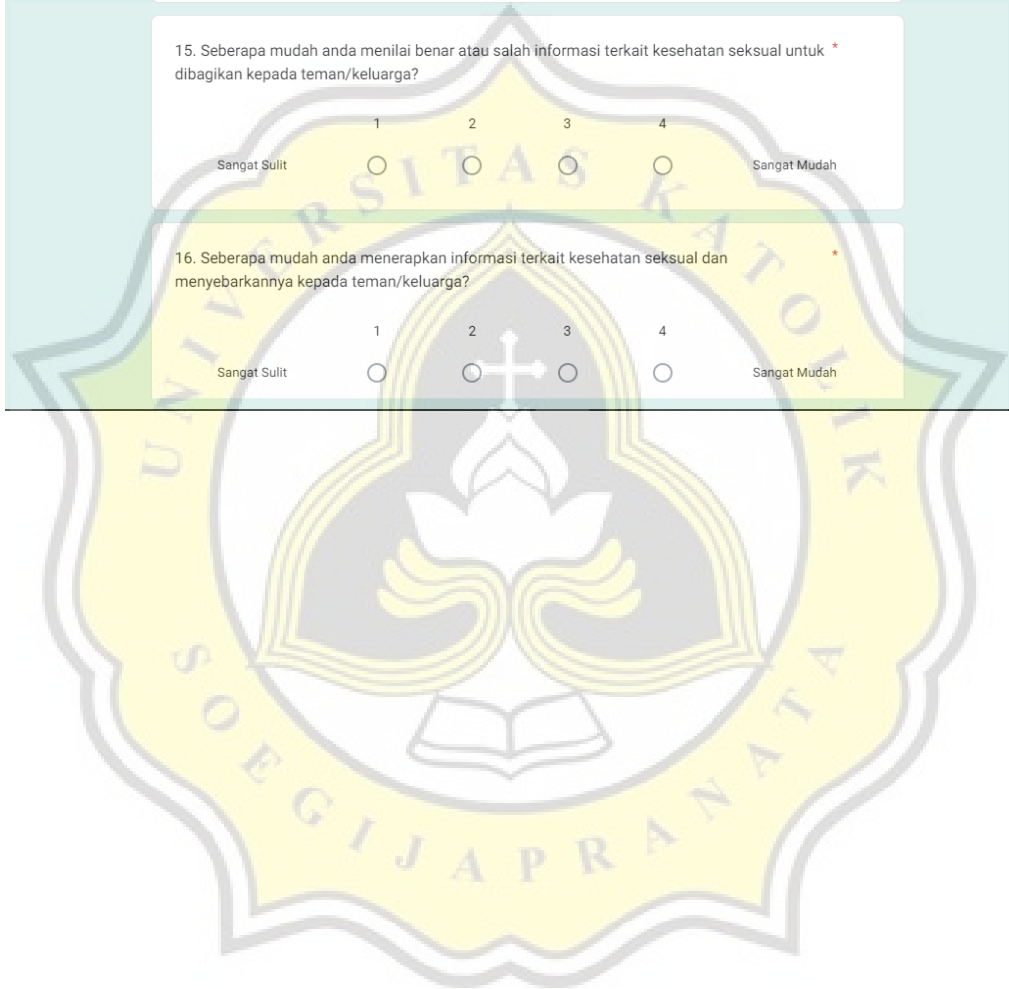 15. Seberapa mudah anda menilai benar atau salah informasi terkait kesehatan seksual untuk *
dibagikan kepada teman/keluarga?
1 2 3 4
Sangat Sulit Sangat Mudah
16. Seberapa mudah anda menerapkan informasi terkait kesehatan seksual dan *
menyebarkannya kepada teman/keluarga?
1 2 3 4
Sangat Sulit Sangat Mudah
UNIVERSITAS KATOLIK
SOEGIJAPRANATA